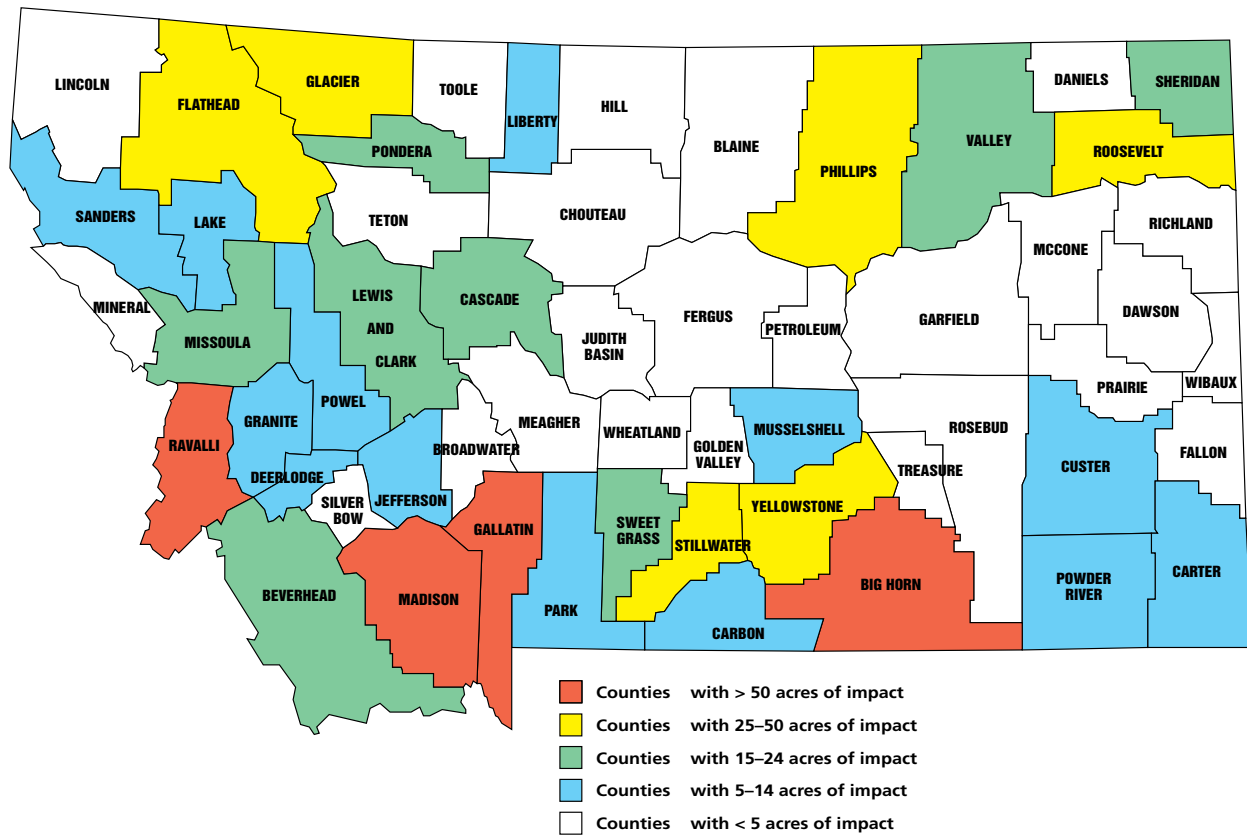 LINCOLN
FLATHEAD
GLACIER
TOOLE
LIBERTY
HILL
BLAINE
PHILLIPS
VALLEY
DANIELS
SHERIDAN
ROOSEVELT
PONDERA
SANDERS
LAKE
TETON
CHOUTEAU
RICHLAND
MCCONE
MINERAL
MISSOULA
LEWIS
AND
CLARK
CASCADE
JUDITH
BASIN
FERGUS
PETROLEUM
GARFIELD
DAWSON
PRAIRIE
WIBAUX
RAVALLI
GRANITE
POWEL
MEAGHER
BROADWATER
WHEATLAND
GOLDEN
VALLEY
MUSSELSHELL
ROSEBUD
TREASURE
CUSTER
FALLON
DEERLODGE
SILVER
BOW
JEFFERSON
GALLATIN
SWEET
GRASS
STILLWATER
YELLOWSTONE
BEVERHEAD
MADISON
PARK
CARBON
BIG HORN
POWDER
RIVER
CARTER
Counties with > 50 acres of impact
Counties with 25–50 acres of impact
Counties with 15–24 acres of impact
Counties with 5–14 acres of impact
Counties with < 5 acres of impact